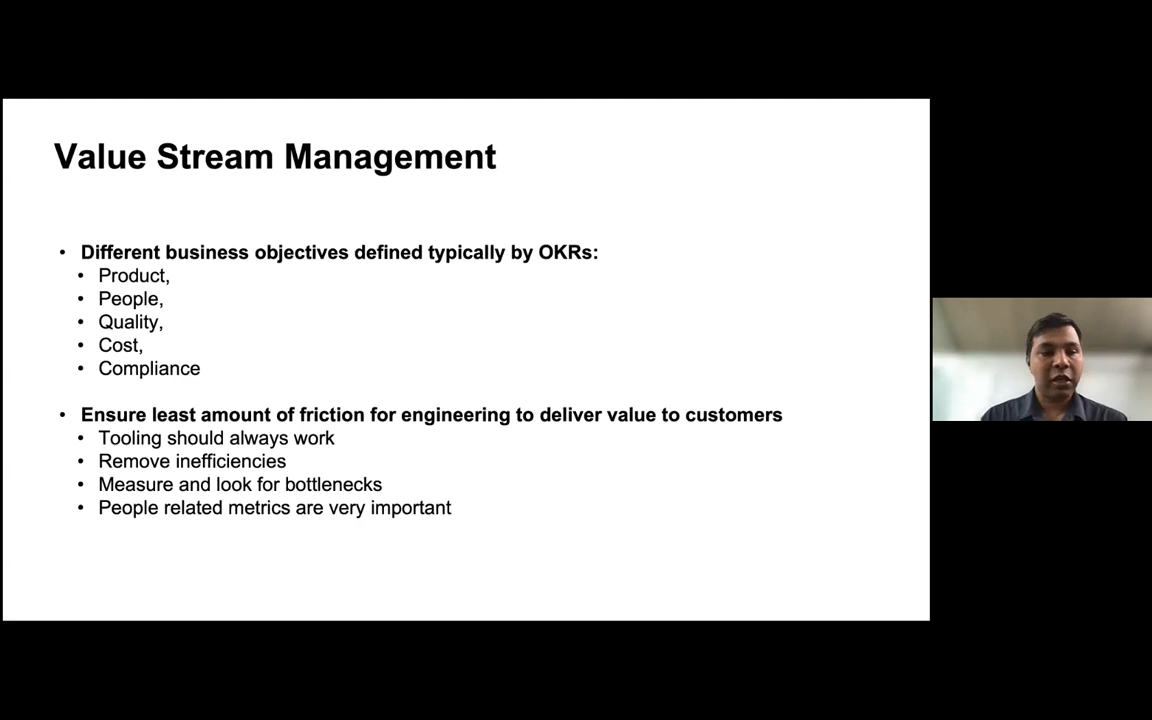 Value Stream Management
• Different business objectives defined typically by OKRs:
• Product,
• People,
• Quality,
• Cost,
• Compliance
• Ensure least amount of friction for engineering to deliver value to customers
• Tooling should always work
• Remove inefficiencies
• Measure and look for bottlenecks
• People related metrics are very important